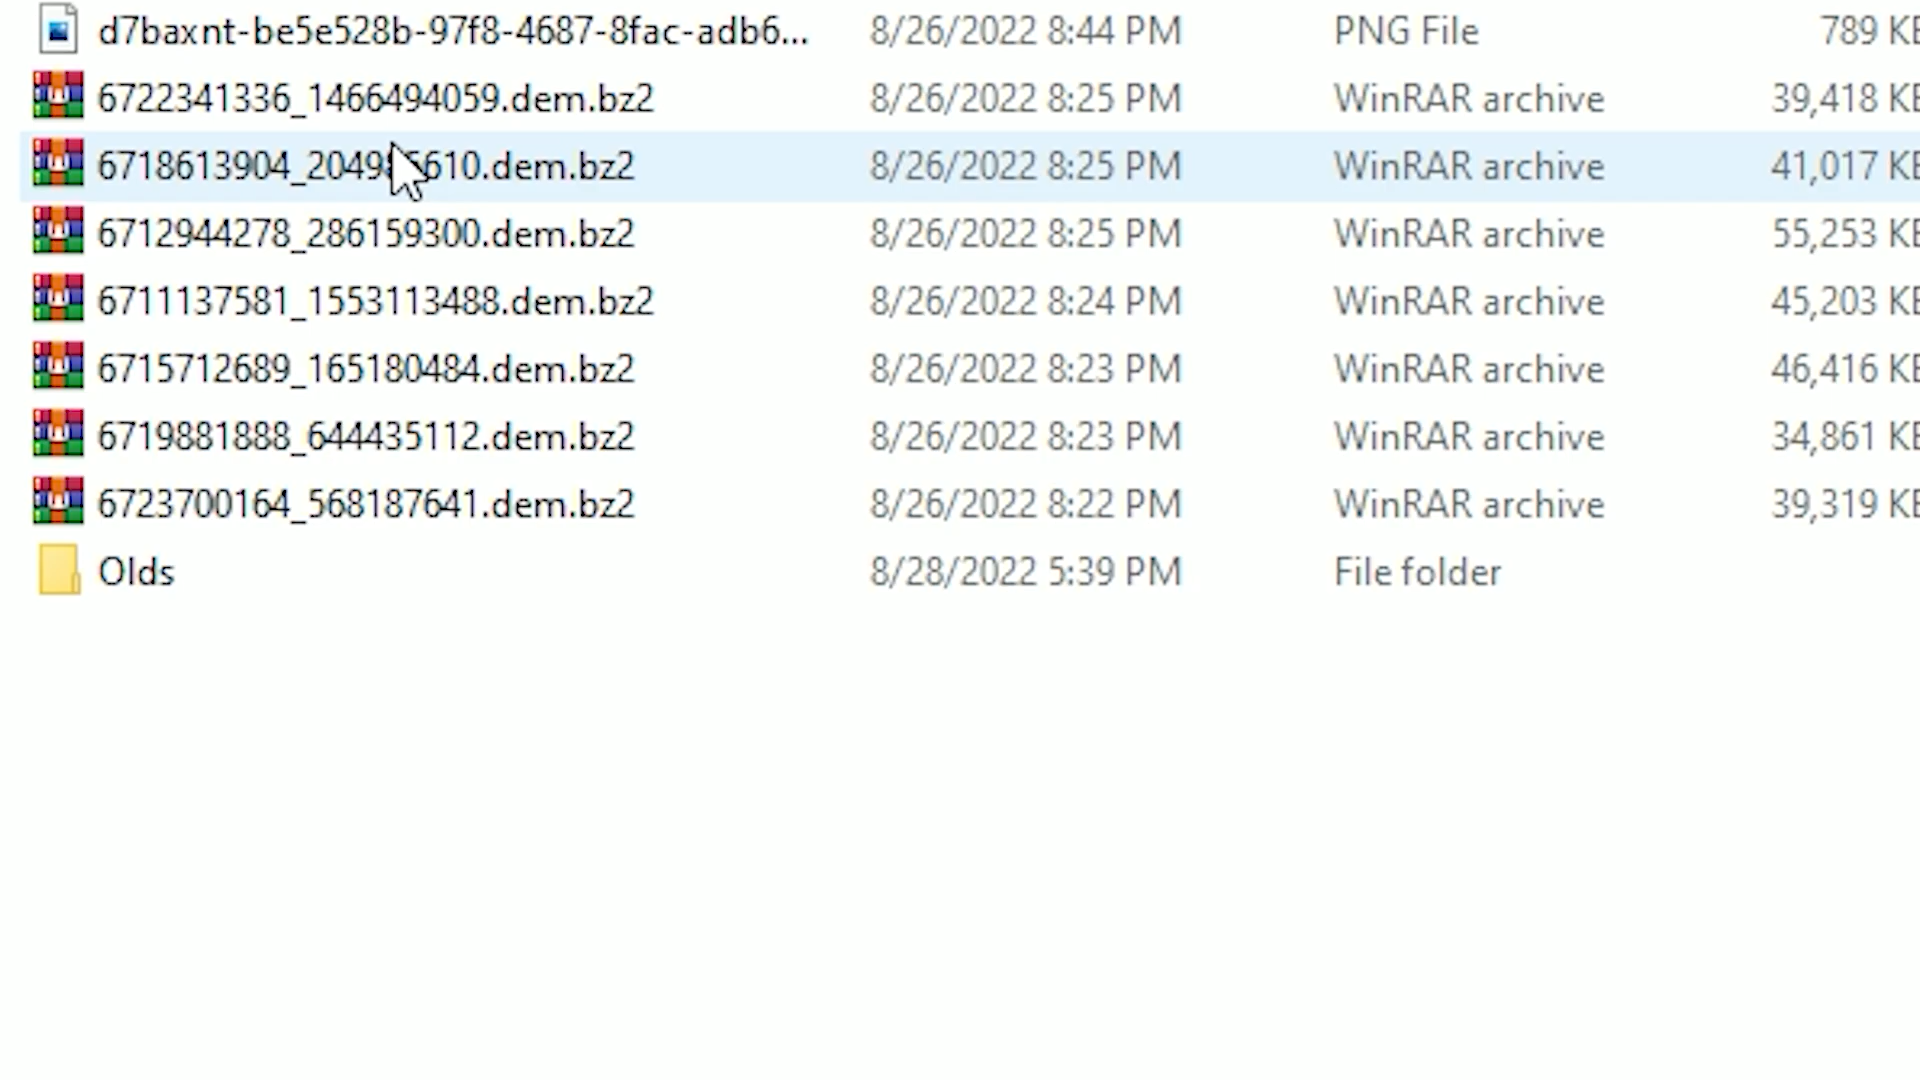 d7baxnt-be5e528b-97f8-4687-8fac-adb6... 8/26/2022 8:44 PM PNG File 789 KB
6722341336_1466494059.dem.bz2 8/26/2022 8:25 PM WinRAR archive 39,418 KB
8/26/2022 8:25 PM WinRAR archive 41,017 KB
6712944278_286159300.dem.bz2 8/26/2022 8:25 PM WinRAR archive 55,253 KB
6711137581_1553113488.dem.bz2 8/26/2022 8:24 PM WinRAR archive 45,203 KB
6715712689_165180484.dem.bz2 8/26/2022 8:23 PM WinRAR archive 46,416 KB
6719881888_644435112.dem.bz2 8/26/2022 8:23 PM WinRAR archive 34,861 KB
6723700164_568187641.dem.bz2 8/26/2022 8:22 PM WinRAR archive 39,319 KB
Olds 8/28/2022 5:39 PM File folder